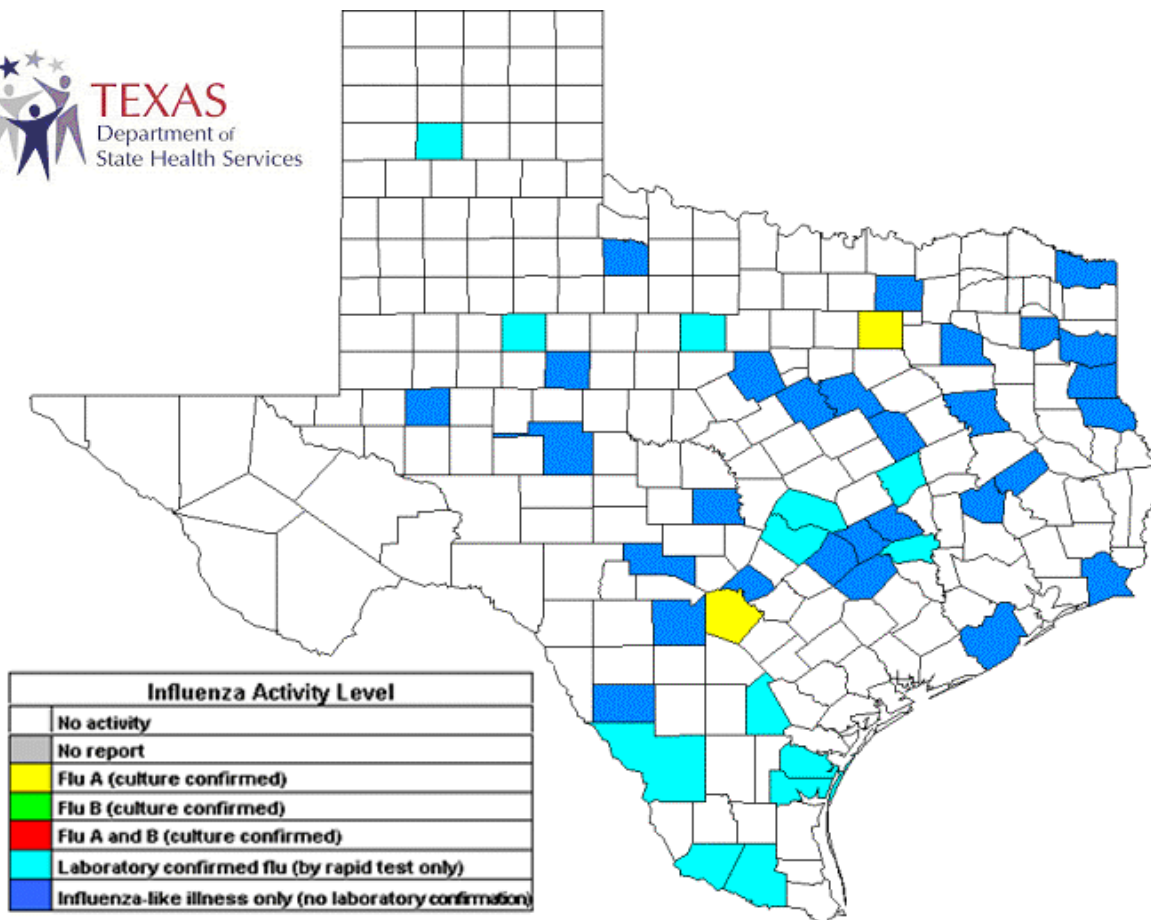 TEXAS
Department of
State Health Services
Influenza Activity Level
No activity
No report
Flu A (culture confirmed)
Flu B (culture confirmed)
Flu A and B (culture confirmed)
Laboratory confirmed flu (by rapid test only)
Influenza-like illness only (no laboratory confirmation)